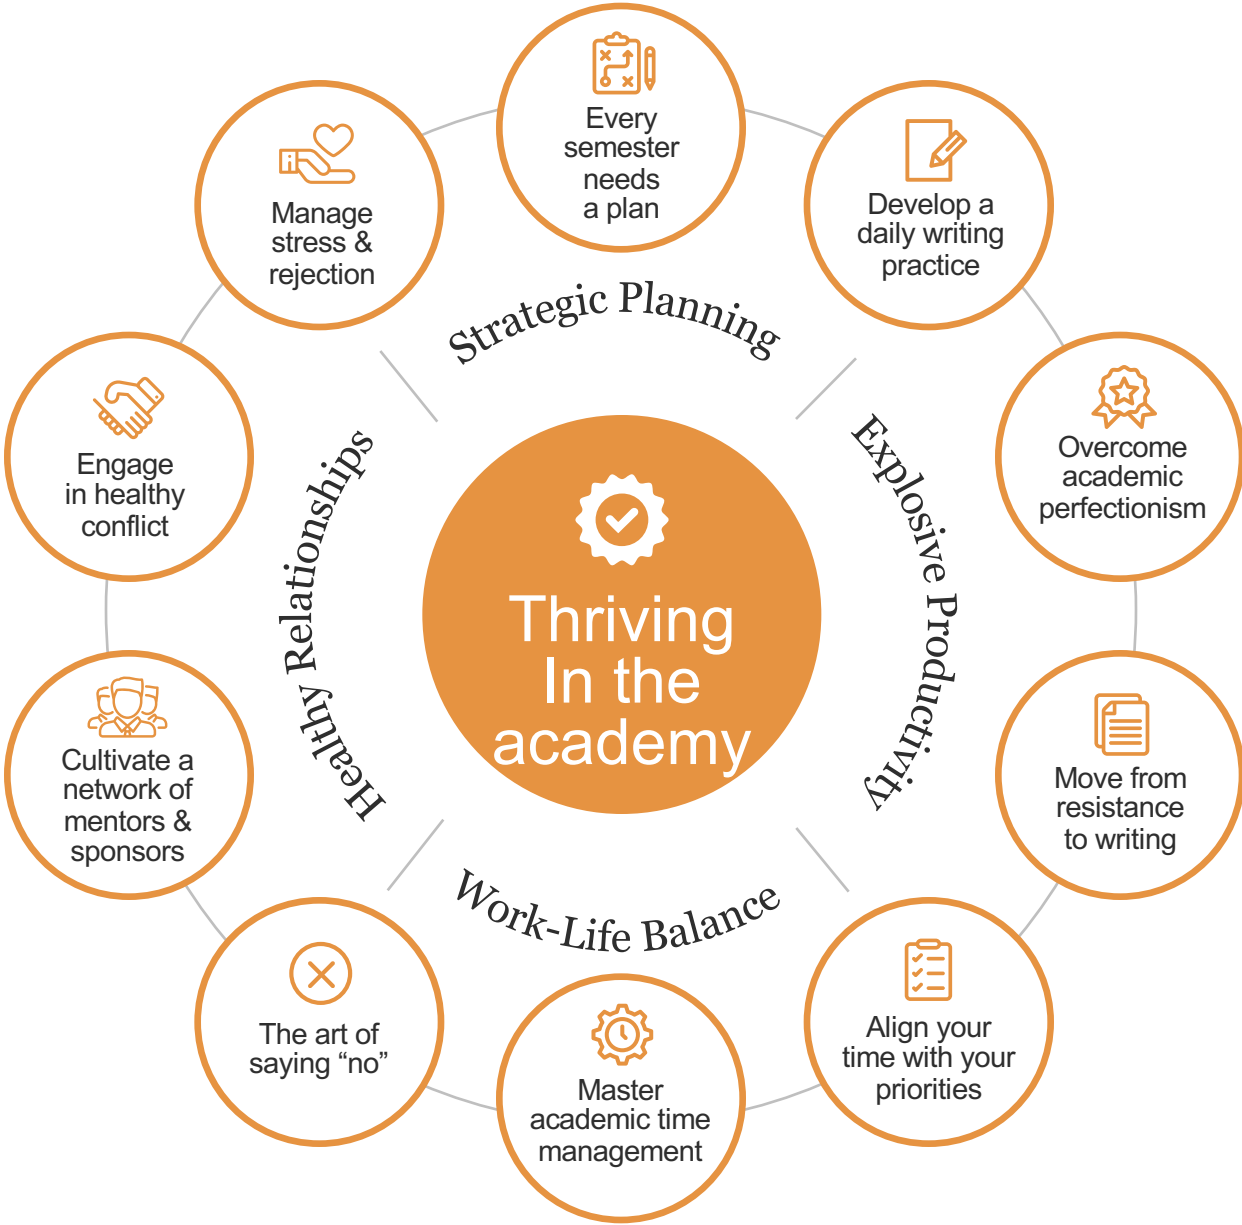 Every
semester
needs
a plan
Develop a
daily writing
practice
Overcome
academic
perfectionism
Move from
resistance
to writing
Align your
time with your
priorities
Master
academic time
management
The art of
saying “no”
Cultivate a
network of
mentors &
sponsors
Engage
in healthy
conflict
Manage
stress &
rejection
Strategic Planning
Explosive Productivity
Work-Life Balance
Healthy Relationships
Thriving
In the
academy